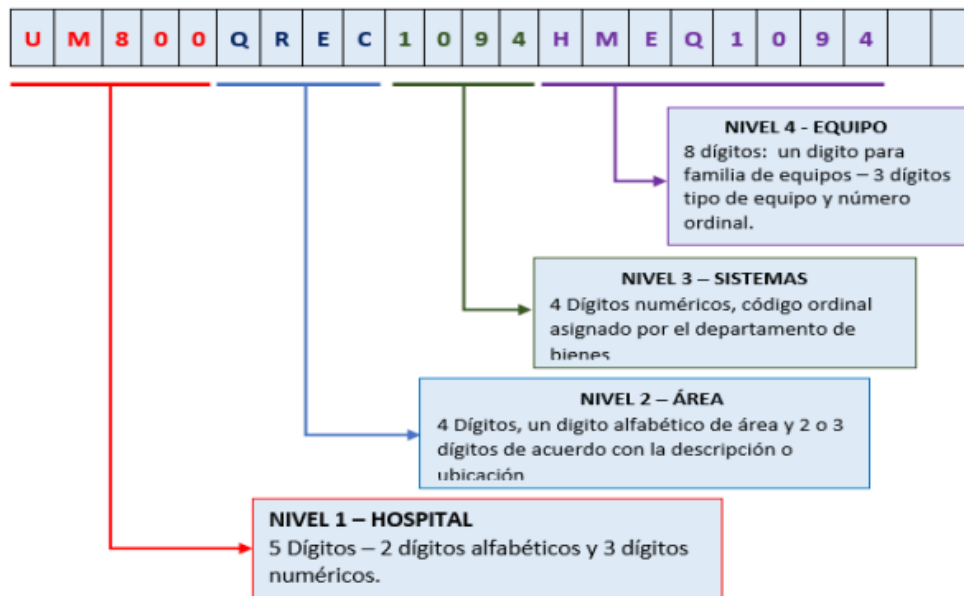 U M 8 0 0 Q R E C 1 0 9 4 H M E Q 1 0 9 4
NIVEL 4 - EQUIPO
8 dígitos: un digito para
familia de equipos – 3 dígitos
tipo de equipo y número
ordinal.
NIVEL 3 – SISTEMAS
4 Dígitos numéricos, código ordinal
asignado por el departamento de
bienes
NIVEL 2 – ÁREA
4 Dígitos, un digito alfabético de área y 2 o 3
dígitos de acuerdo con la descripción o
ubicación
NIVEL 1 – HOSPITAL
5 Dígitos – 2 dígitos alfabéticos y 3 dígitos
numéricos.